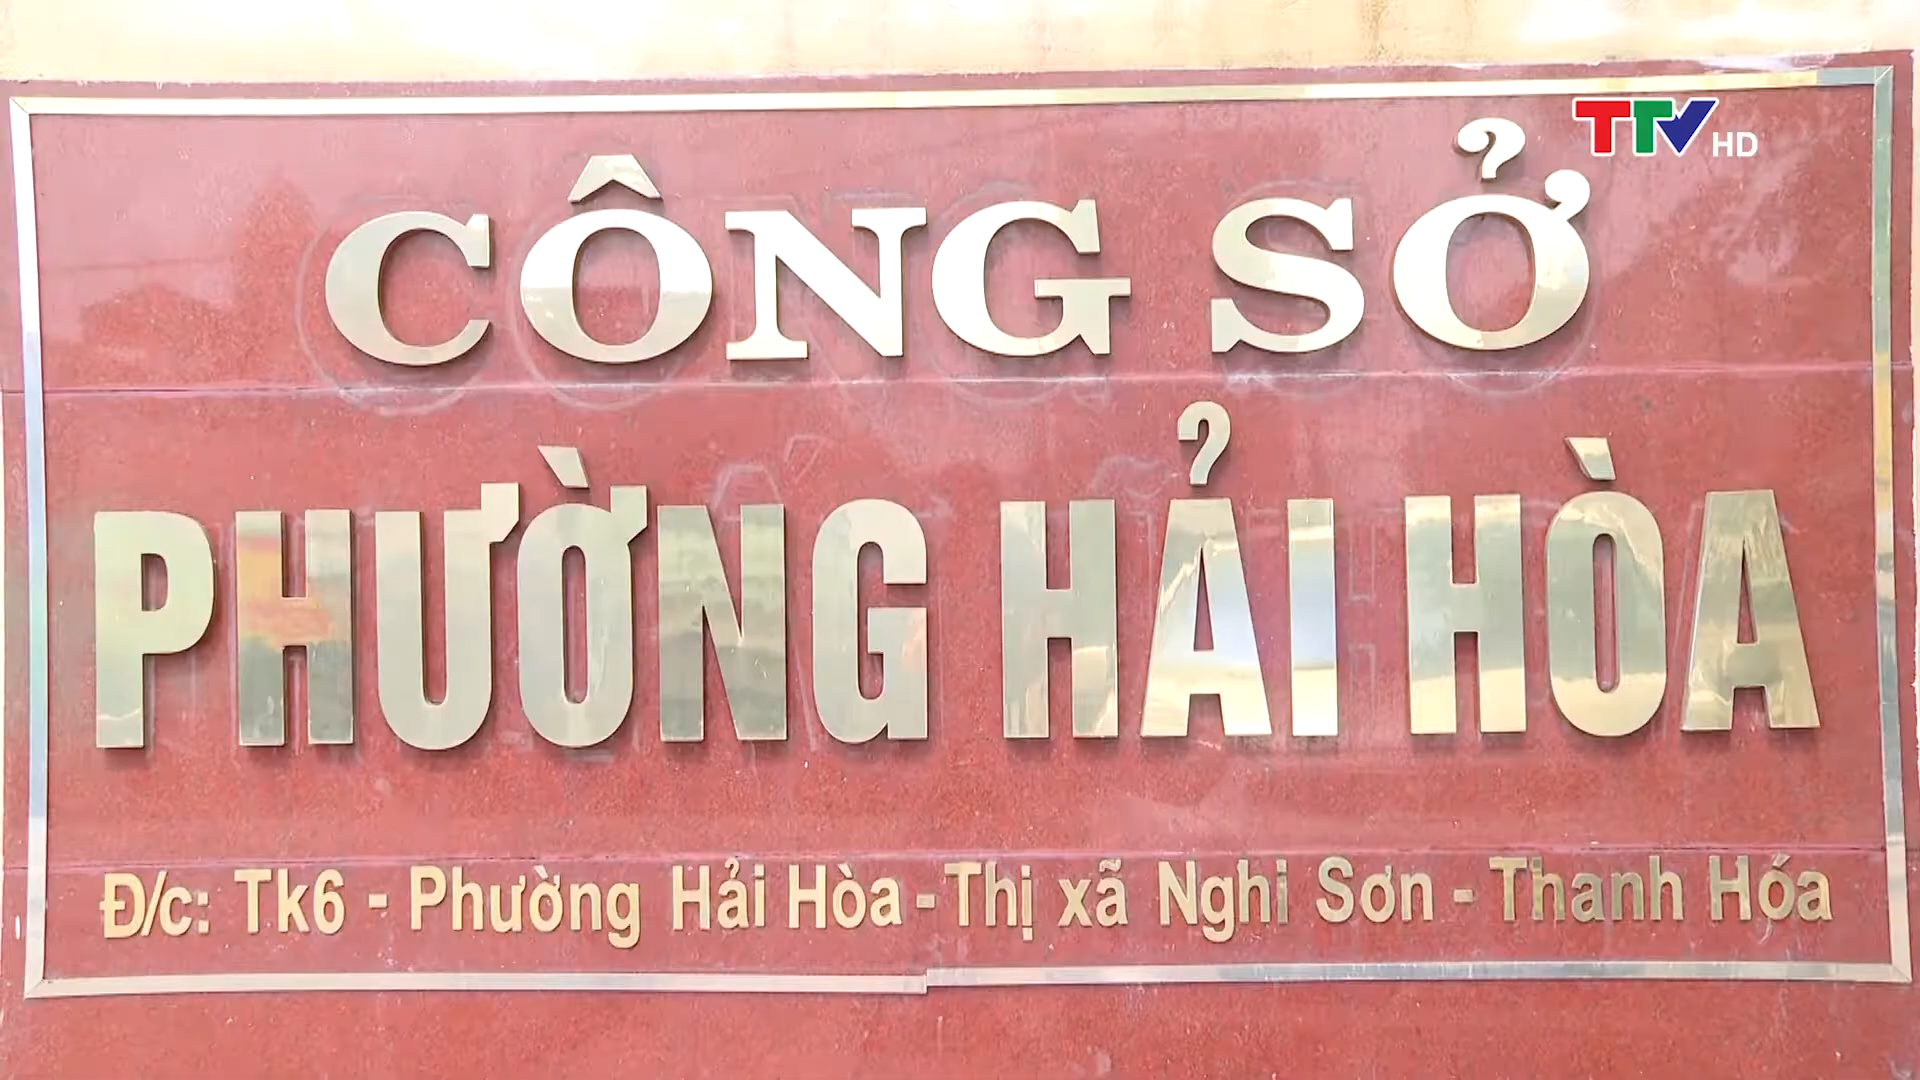 TTV HD
CÔNG SỞ
PHƯỜNG HẢI HÒA
Đ/c: Tk6 - Phường Hải Hòa - Thị xã Nghi Sơn - Thanh Hóa